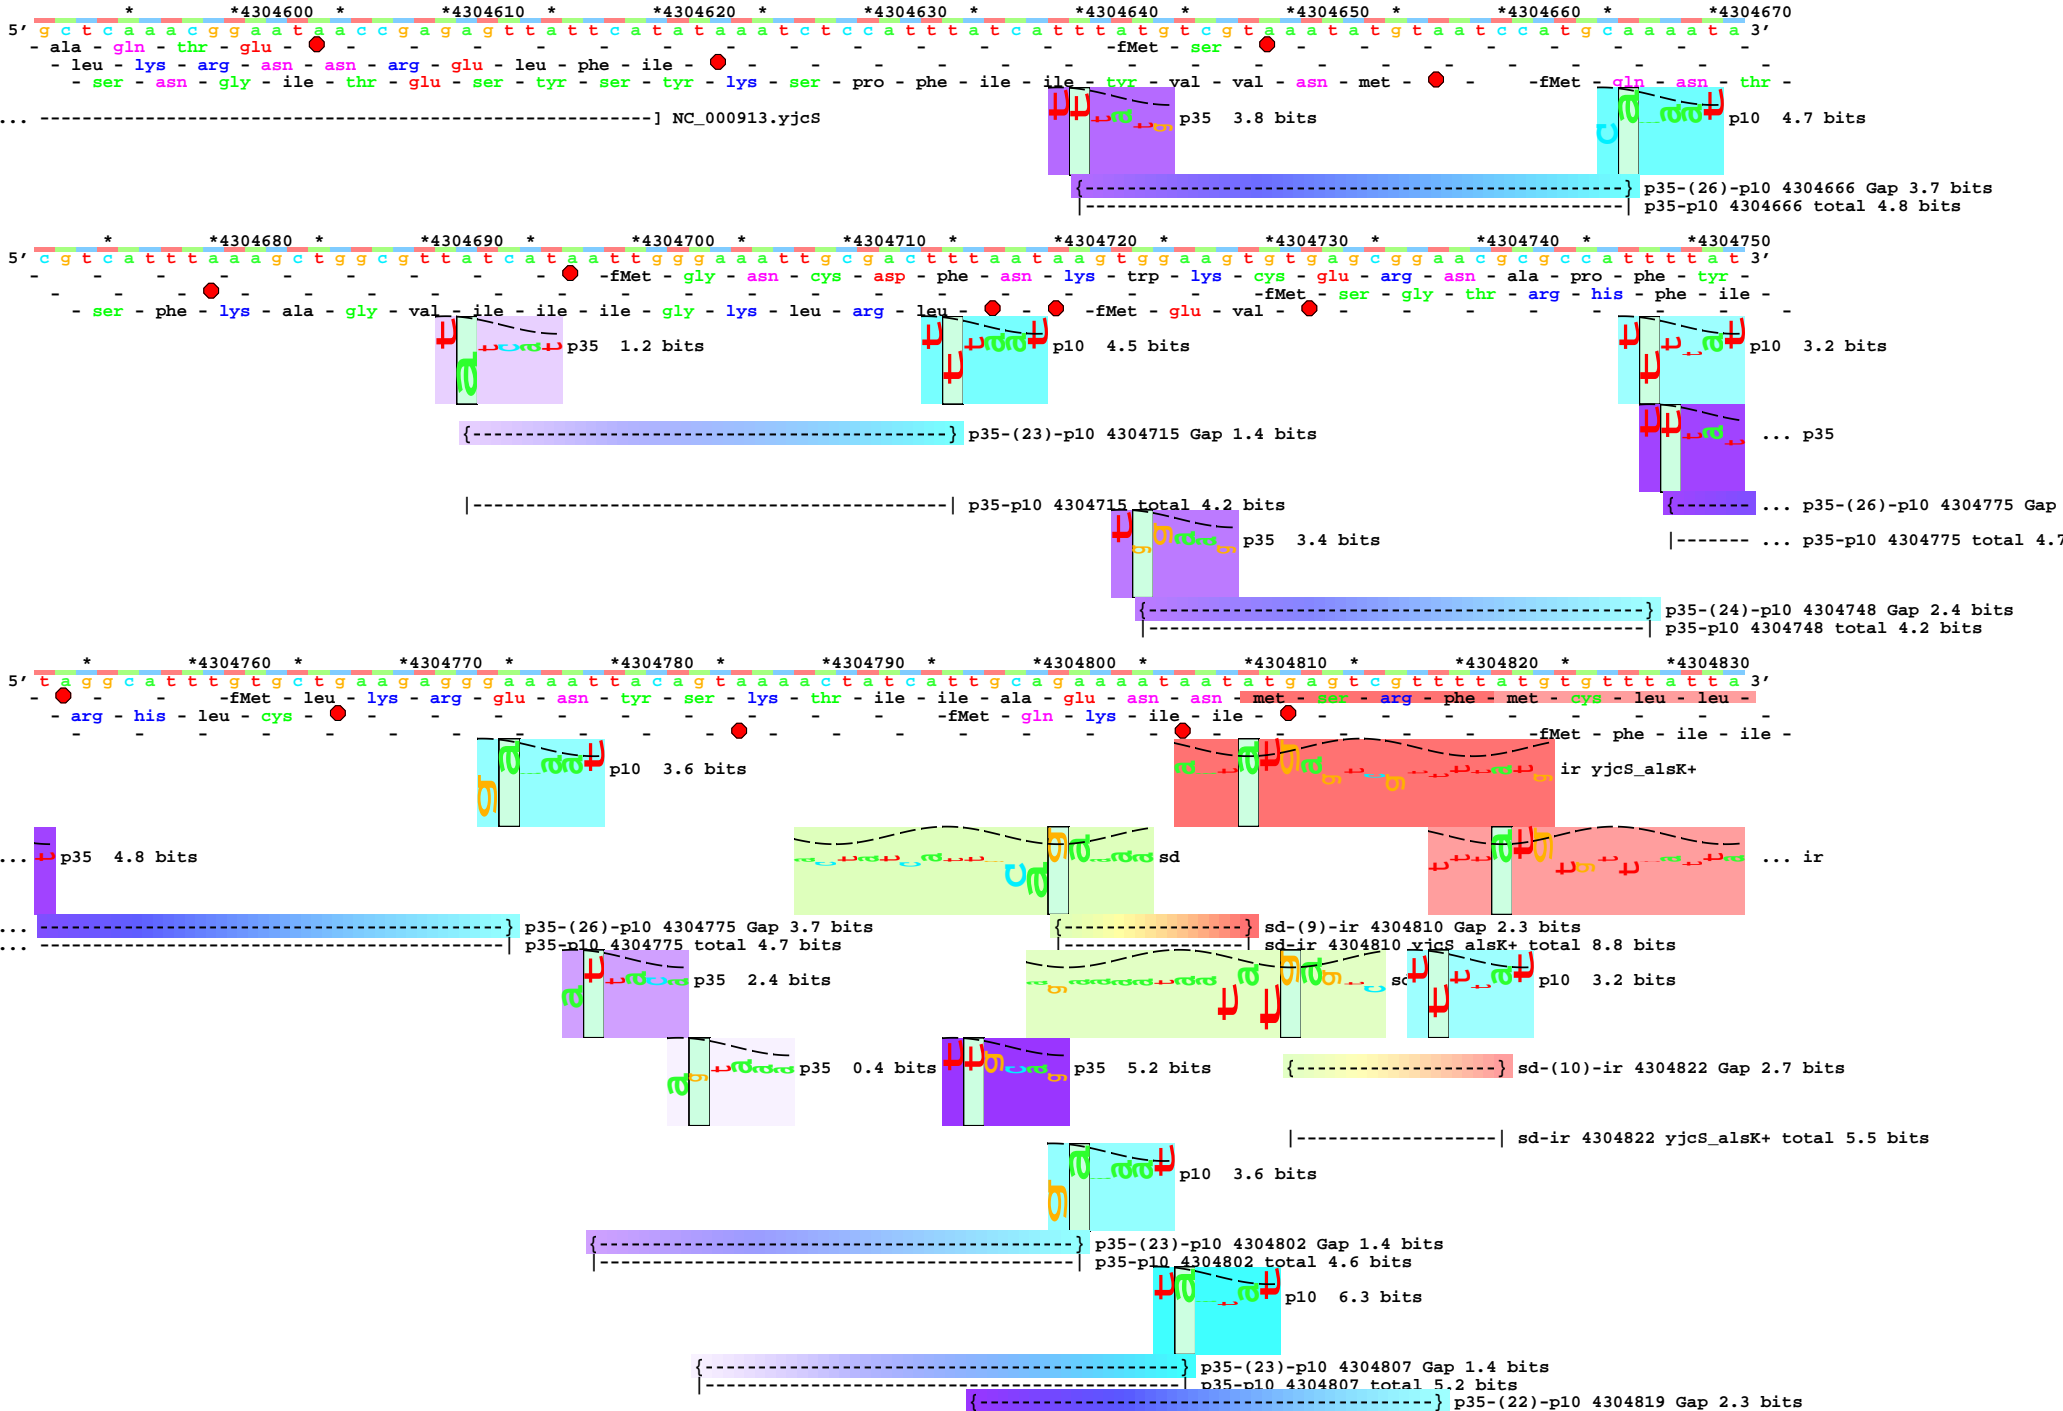 * *4304600 * *4304610 * *4304620 * *4304630 * *4304640 * *4304650 * *4304660 * *4304670
5' g c t c a a a c g g a a t a a c c g a g a g t t a t t c a t a t a a a t c t c c a t t t a t c a t t t a t g t c g t a a a t a t g t a a t c c a t g c a a a a t a 3'
- ala - gln - thr - glu - - - - - - - - - - - - -fMet - ser - - - - - - - -
- leu - lys - arg - asn - asn - arg - glu - leu - phe - ile - - - - - - - - - - - - - - - - -
- ser - asn - gly - ile - thr - glu - ser - tyr - ser - tyr - lys - ser - pro - phe - ile - ile - tyr - val - val - asn - met - - -fMet - gln - asn - thr -
... ----------] NC_000913.yjcS
t t t a t g p35 3.8 bits
c a a a a t p10 4.7 bits
{----------} p35-(26)-p10 4304666 Gap 3.7 bits
|----------| p35-p10 4304666 total 4.8 bits
* *4304680 * *4304690 * *4304700 * *4304710 * *4304720 * *4304730 * *4304740 * *4304750
5' c g t c a t t t a a a g c t g g c g t t a t c a t a a t t g g g a a a t t g c g a c t t t a a t a a g t g g a a g t g t g a g c g g a a c g c g c c a t t t t a t 3'
- - - - - - - - - -fMet - gly - asn - cys - asp - phe - asn - lys - trp - lys - cys - glu - arg - asn - ala - pro - phe - tyr -
- - - - - - - - - - - - - - - - - - -fMet - ser - gly - thr - arg - his - phe - ile -
- ser - phe - lys - ala - gly - val - ile - ile - ile - gly - lys - leu - arg - leu - - -fMet - glu - val - - - - - - - -
t a t c a t p35 1.2 bits
t t t a a t p10 4.5 bits
t t t t a t p10 3.2 bits
t t t a t ... p35
{----------} p35-(23)-p10 4304715 Gap 1.4 bits
{------- ... p35-(26)-p10 4304775 Gap
|----------| p35-p10 4304715 total 4.2 bits
|------- ... p35-p10 4304775 total 4.7
t g g a a g p35 3.4 bits
{----------} p35-(24)-p10 4304748 Gap 2.4 bits
|----------| p35-p10 4304748 total 4.2 bits
* *4304760 * *4304770 * *4304780 * *4304790 * *4304800 * *4304810 * *4304820 * *4304830
5' t a g g c a t t t g t g c t g a a g a g g g a a a a t t a c a g t a a a c t a t c a t t g c a g a a a a t a a t a t g a g t c g t t t t a t g t g t t t a t t a 3'
- - - -fMet - leu - lys - arg - glu - asn - tyr - ser - lys - thr - ile - ile - ala - glu - asn - asn - met - ser - arg - phe - met - cys - leu - leu -
- arg - his - leu - cys - - - - - - - - - - -fMet - gln - lys - ile - ile - - - - - - - - -
- - - - - - - - - - - - - - - - - - - - - - - -fMet - phe - ile - ile -
g a a a a t p10 3.6 bits
a t a a t g a g t c g t t t t a t g ir yjcS_alsK+
... t p35 4.8 bits
a c t a t c a t t g c a g a a a a sd
t t t t a t g t g t t t a t t a ... ir
... ----------} p35-(26)-p10 4304775 Gap 3.7 bits
{----------} sd-(9)-ir 4304810 Gap 2.3 bits
... ----------| p35-p10 4304775 total 4.7 bits
|----------| sd-ir 4304810 yjcS_alsK+ total 8.8 bits
a t t a c a p35 2.4 bits
a g a a a a t a a t a t g a g t c sd
t t t t a t p10 3.2 bits
a g t a a a p35 0.4 bits
t t g c a g p35 5.2 bits
{----------} sd-(10)-ir 4304822 Gap 2.7 bits
|----------| sd-ir 4304822 yjcS_alsK+ total 5.5 bits
g a a a a t p10 3.6 bits
{----------} p35-(23)-p10 4304802 Gap 1.4 bits
|----------| p35-p10 4304802 total 4.6 bits
t a a t a t p10 6.3 bits
{----------} p35-(23)-p10 4304807 Gap 1.4 bits
|----------| p35-p10 4304807 total 5.2 bits
{----------} p35-(22)-p10 4304819 Gap 2.3 bits